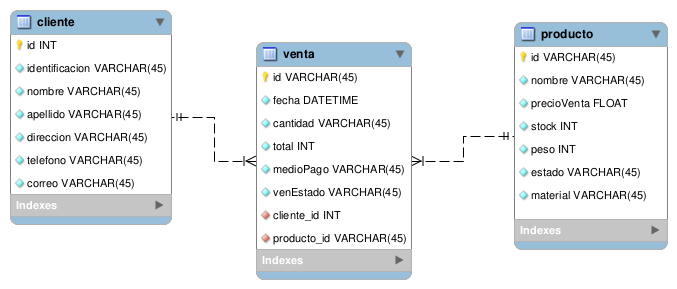 cliente
id INT
identificacion VARCHAR(45)
nombre VARCHAR(45)
apellido VARCHAR(45)
direccion VARCHAR(45)
telefono VARCHAR(45)
correo VARCHAR(45)
Indexes
venta
id VARCHAR(45)
fecha DATETIME
cantidad VARCHAR(45)
total INT
medioPago VARCHAR(45)
venEstado VARCHAR(45)
cliente_id INT
producto_id VARCHAR(45)
Indexes
producto
id VARCHAR(45)
nombre VARCHAR(45)
precioVenta FLOAT
stock INT
peso INT
estado VARCHAR(45)
material VARCHAR(45)
Indexes